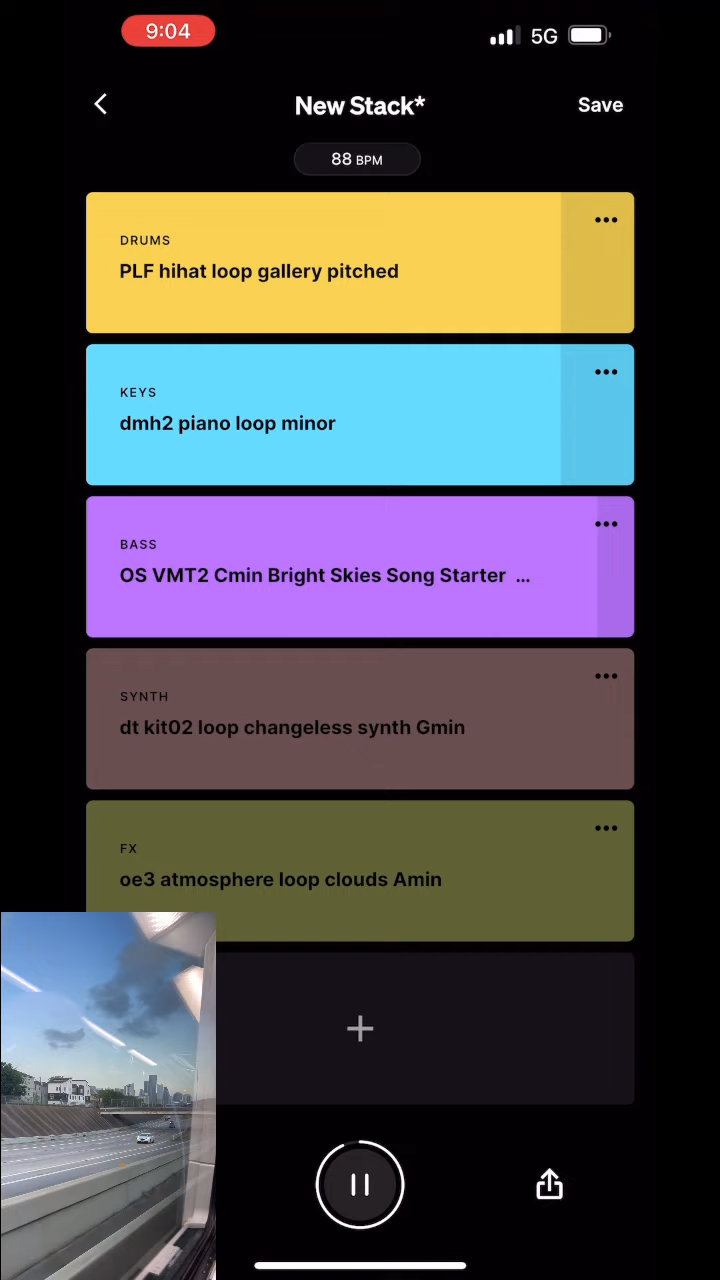 9:04
5G
New Stack*
Save
88 BPM
DRUMS
PLF hihat loop gallery pitched
KEYS
dmh2 piano loop minor
BASS
OS VMT2 Cmin Bright Skies Song Starter ...
SYNTH
dt kit02 loop changeless synth Gmin
FX
oe3 atmosphere loop clouds Amin